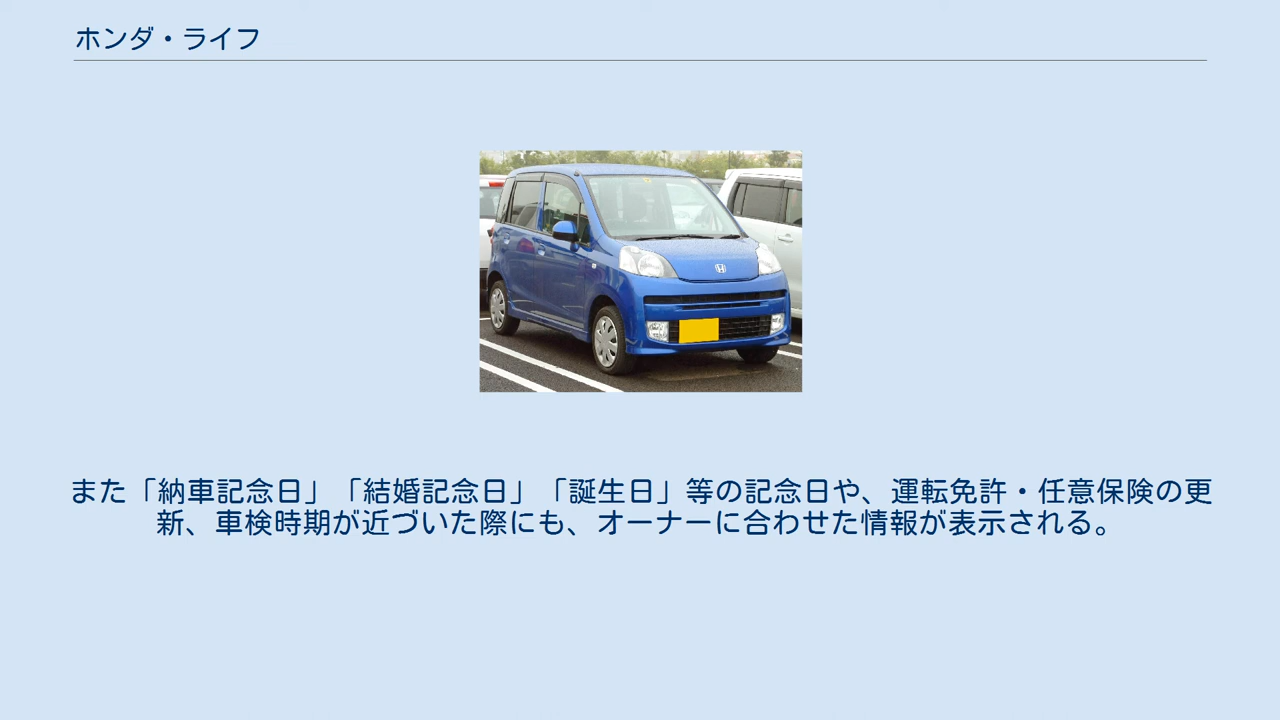 ホンダ・ライフ
また「納車記念日」「結婚記念日」「誕生日」等の記念日や、運転免許・任意保険の更
新、車検時期が近づいた際にも、オーナーに合わせた情報が表示される。